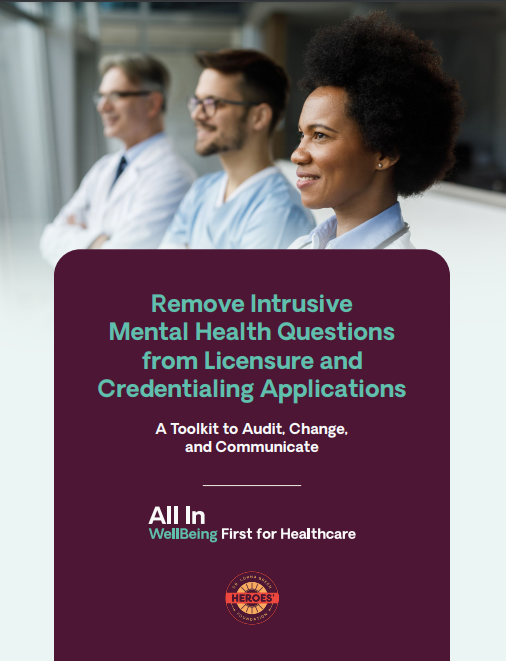 Remove Intrusive
Mental Health Questions
from Licensure and
Credentialing Applications
A Toolkit to Audit, Change,
and Communicate
All In
WellBeing First for Healthcare
DR. LORNA BREEN
HEROES'
FOUNDATION